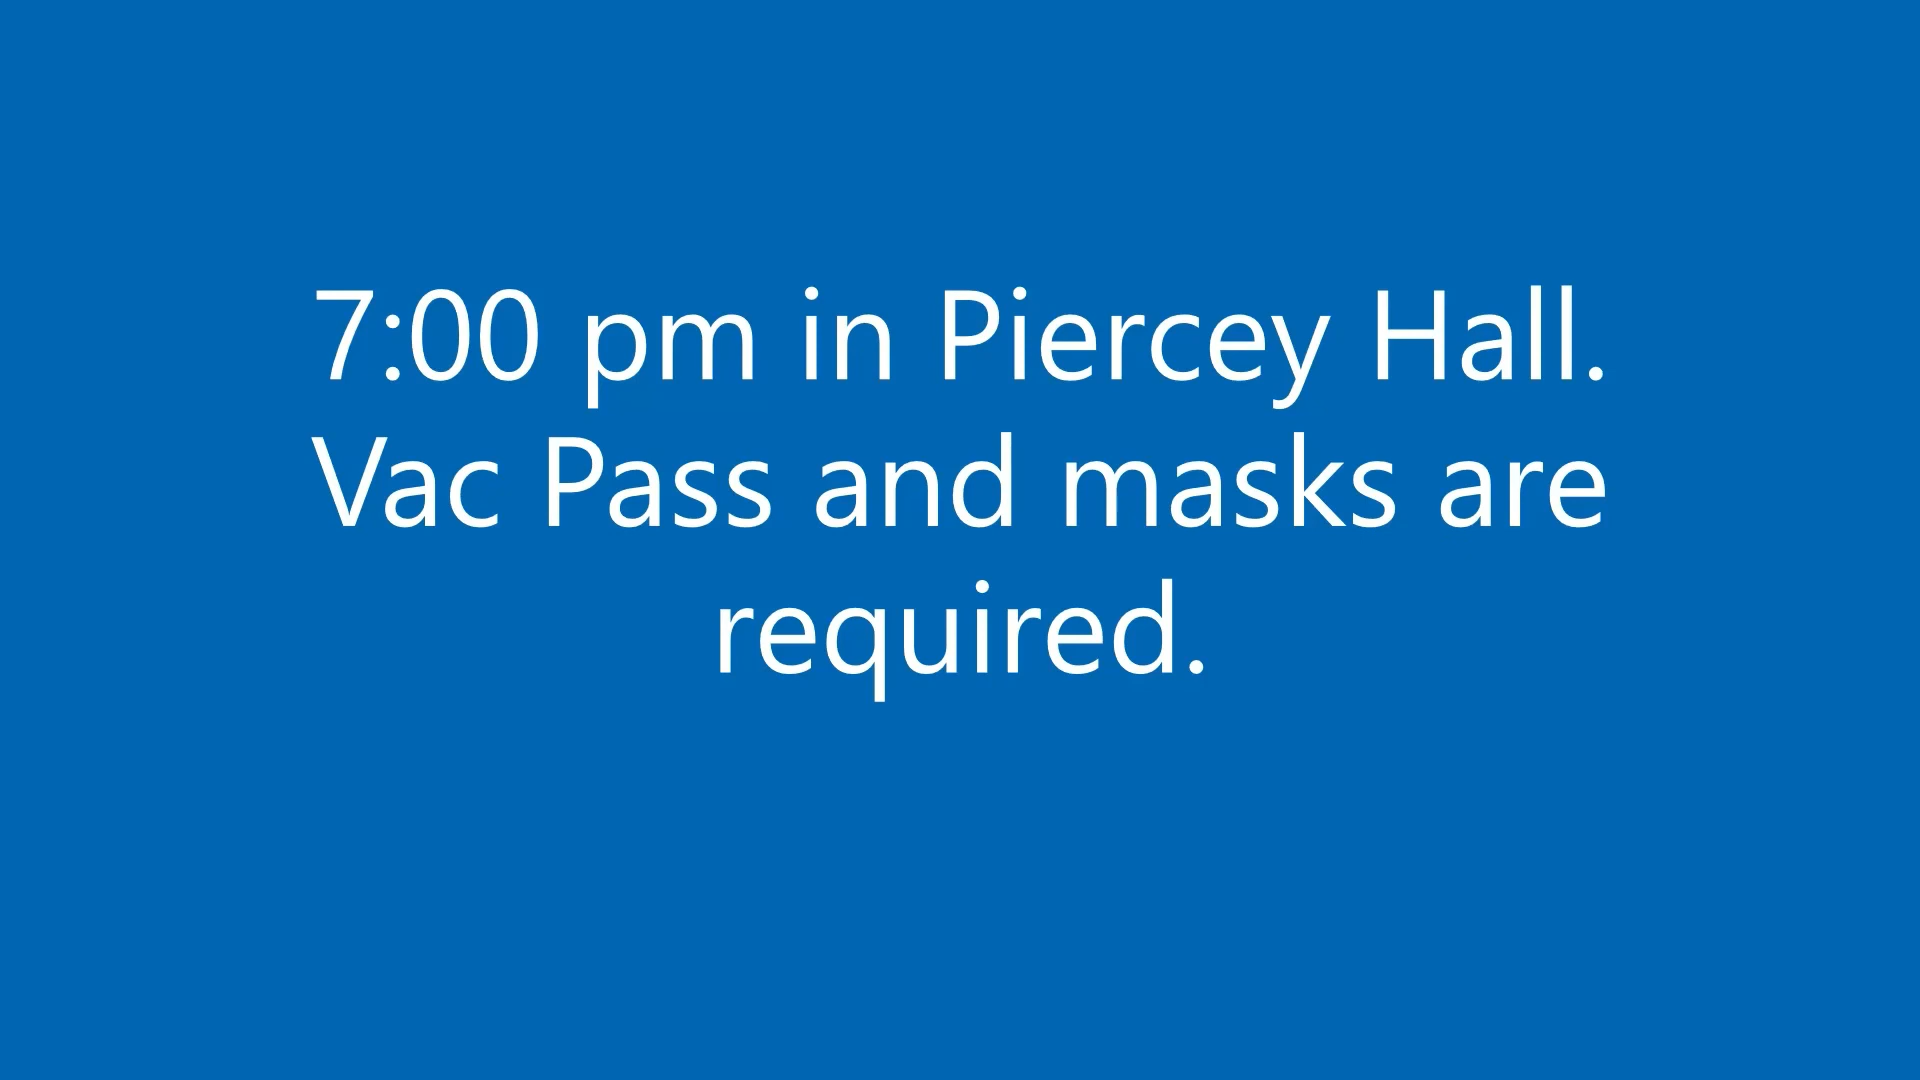 7:00 pm in Piercey Hall.
Vac Pass and masks are
required.